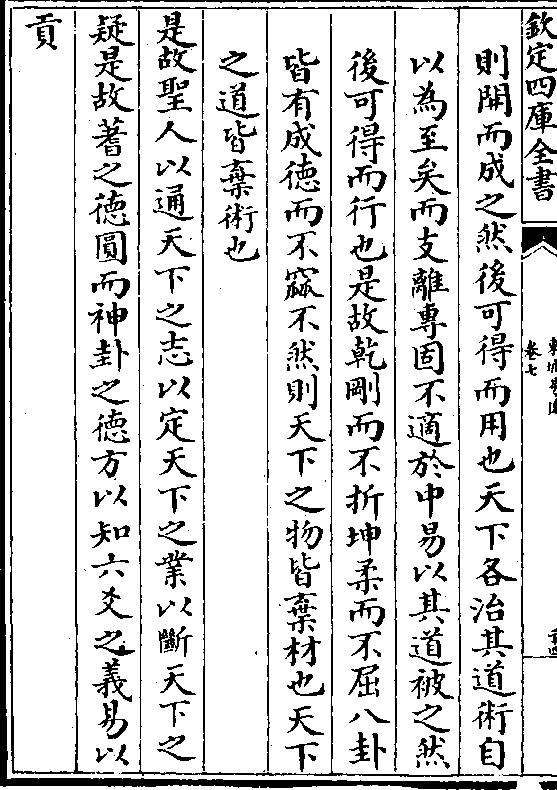 欽定四庫全書
卷七
則開而成之然後可得而用也天下各治其道術自
以為至矣而支離專固不適於中易以其道被之然
後可得而行也是故乾剛而不折坤柔而不屈八卦
皆有成徳而不窳不然則天下之物皆棄材也天下
之道皆棄術也
是故聖人以通天下之志以定天下之業以斷天下之
疑是故蓍之徳圓而神卦之徳方以知六爻之義易以
貢